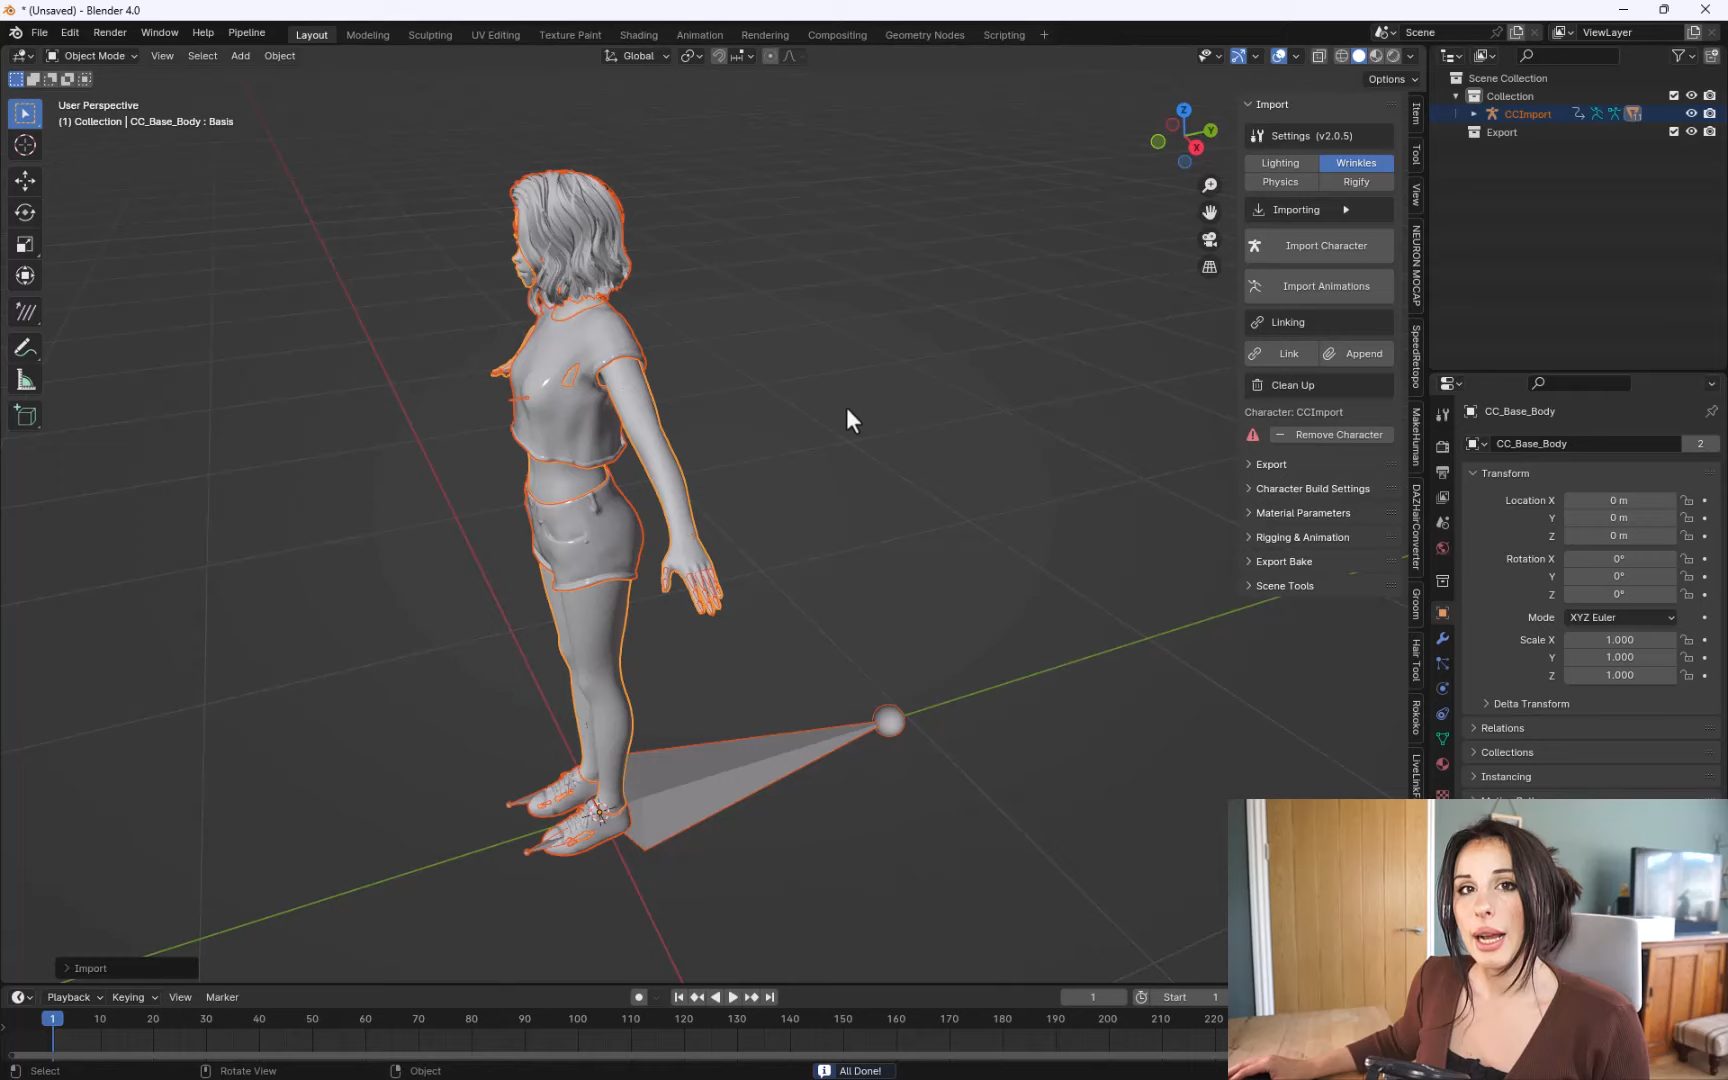 * (Unsaved) - Blender 4.0
File Edit Render Window Help Pipeline
Layout Modeling Sculpting UV Editing Texture Paint Shading Animation Rendering Compositing Geometry Nodes Scripting +
Scene ViewLayer
Object Mode View Select Add Object
Global
Options
User Perspective
(1) Collection | CC_Base_Body : Basis
Z
Y
X
Import
Settings (v2.0.5)
Lighting Wrinkles
Physics Rigify
Importing
Import Character
Import Animations
Linking
Link Append
Clean Up
Character: CCImport
Remove Character
Export
Character Build Settings
Material Parameters
Rigging & Animation
Export Bake
Scene Tools
Item
Tool
View
NEURON MOCAP
SpeedRetopo
MakeHuman
DAZHairConverter
Groom
Hair Tool
Rokoko
Scene Collection
Collection
CCImport
Export
CC_Base_Body
CC_Base_Body 2
Transform
Location X 0 m
Y 0 m
Z 0 m
Rotation X 0°
Y 0°
Z 0°
Mode XYZ Euler
Scale X 1.000
Y 1.000
Z 1.000
Delta Transform
Relations
Collections
Instancing
Import
Playback Keying View Marker
1 Start 1
1 10 20 30 40 50 60 70 80 90 100 110 120 130 140 150 160 170 180 190 200 210
Select Rotate View Object All Done!